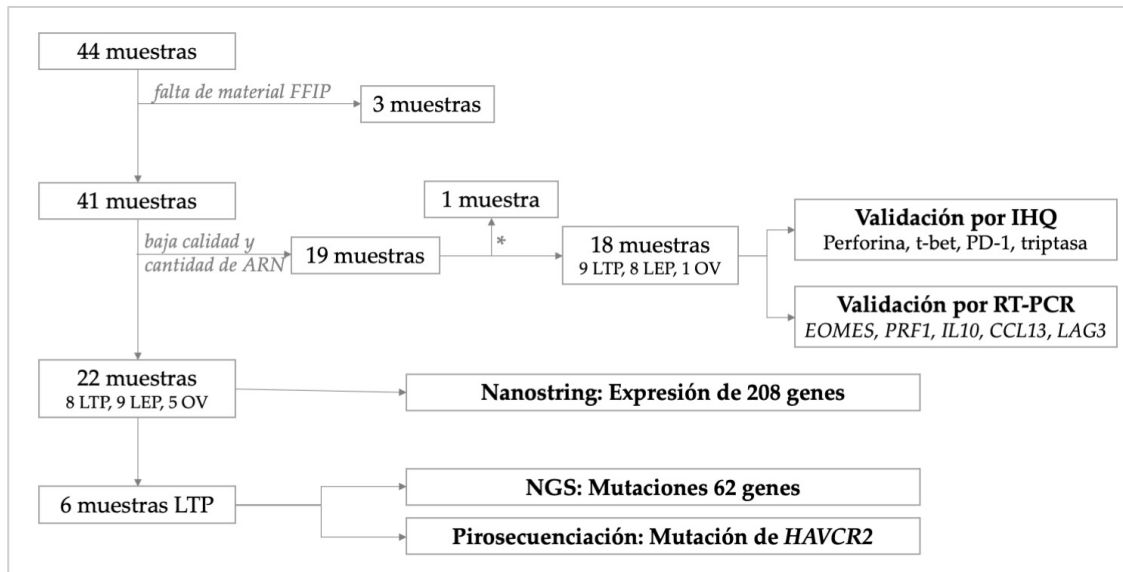 44 muestras
falta de material FFIP
3 muestras
41 muestras
1 muestra
baja calidad y
cantidad de ARN
19 muestras
*
18 muestras
9 LTP, 8 LEP, 1 OV
Validación por IHQ
Perforina, t-bet, PD-1, triptasa
Validación por RT-PCR
EOMES, PRF1, IL10, CCL13, LAG3
22 muestras
8 LTP, 9 LEP, 5 OV
Nanostring: Expresión de 208 genes
6 muestras LTP
NGS: Mutaciones 62 genes
Pirosecuenciación: Mutación de HAVCR2